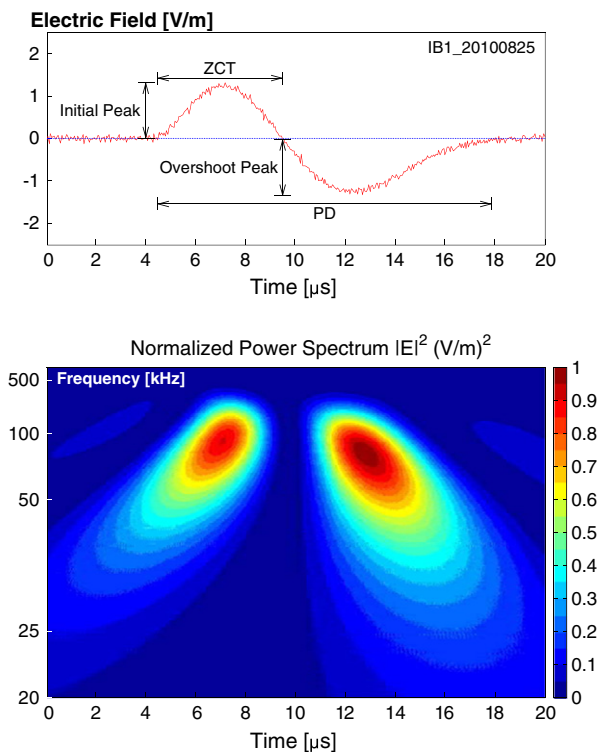 Electric Field [V/m]
IB1_20100825
2
1
0
-1
-2
ZCT
Initial Peak
Overshoot Peak
PD
0 2 4 6 8 10 12 14 16 18 20
Time [µs]
Normalized Power Spectrum |E|² (V/m)²
Frequency [kHz]
500
100
50
25
20
0 2 4 6 8 10 12 14 16 18 20
Time [µs]
1
0.9
0.8
0.7
0.6
0.5
0.4
0.3
0.2
0.1
0